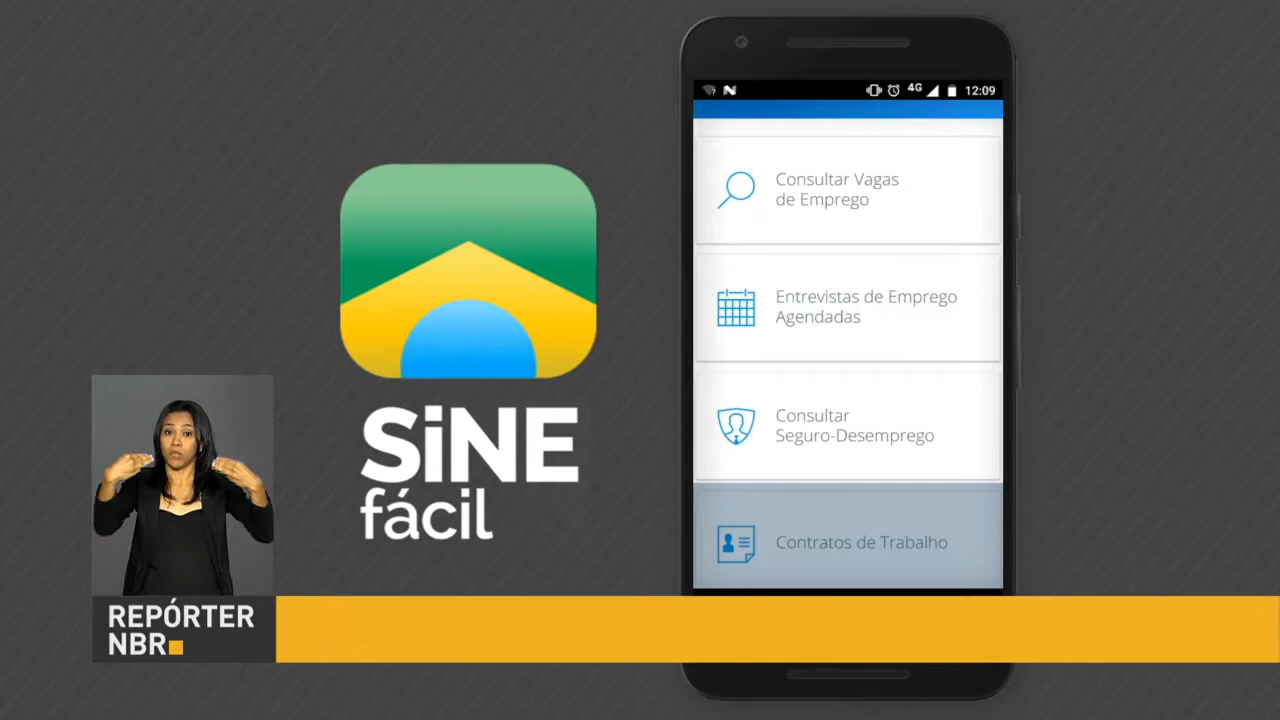 4G 12:09
Consultar Vagas
de Emprego
Entrevistas de Emprego
Agendadas
Consultar
Seguro-Desemprego
Contratos de Trabalho
SiNE
fácil
REPÓRTER
NBR